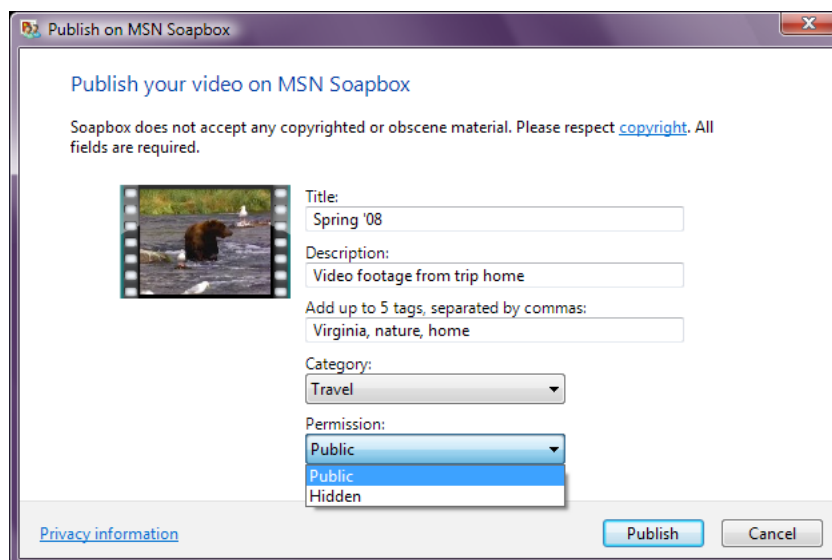 Publish on MSN Soapbox
Publish your video on MSN Soapbox
Soapbox does not accept any copyrighted or obscene material. Please respect copyright. All
fields are required.
Title:
Spring '08
Description:
Video footage from trip home
Add up to 5 tags, separated by commas:
Virginia, nature, home
Category:
Travel
Permission:
Public
Public
Hidden
Privacy information
Publish
Cancel